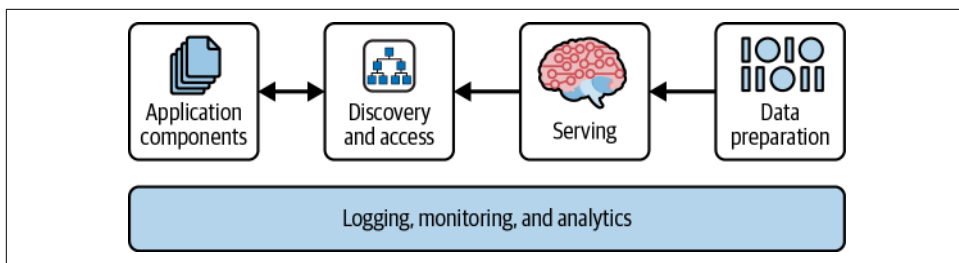 Application
components
Discovery
and access
Serving
Data
preparation
Logging, monitoring, and analytics